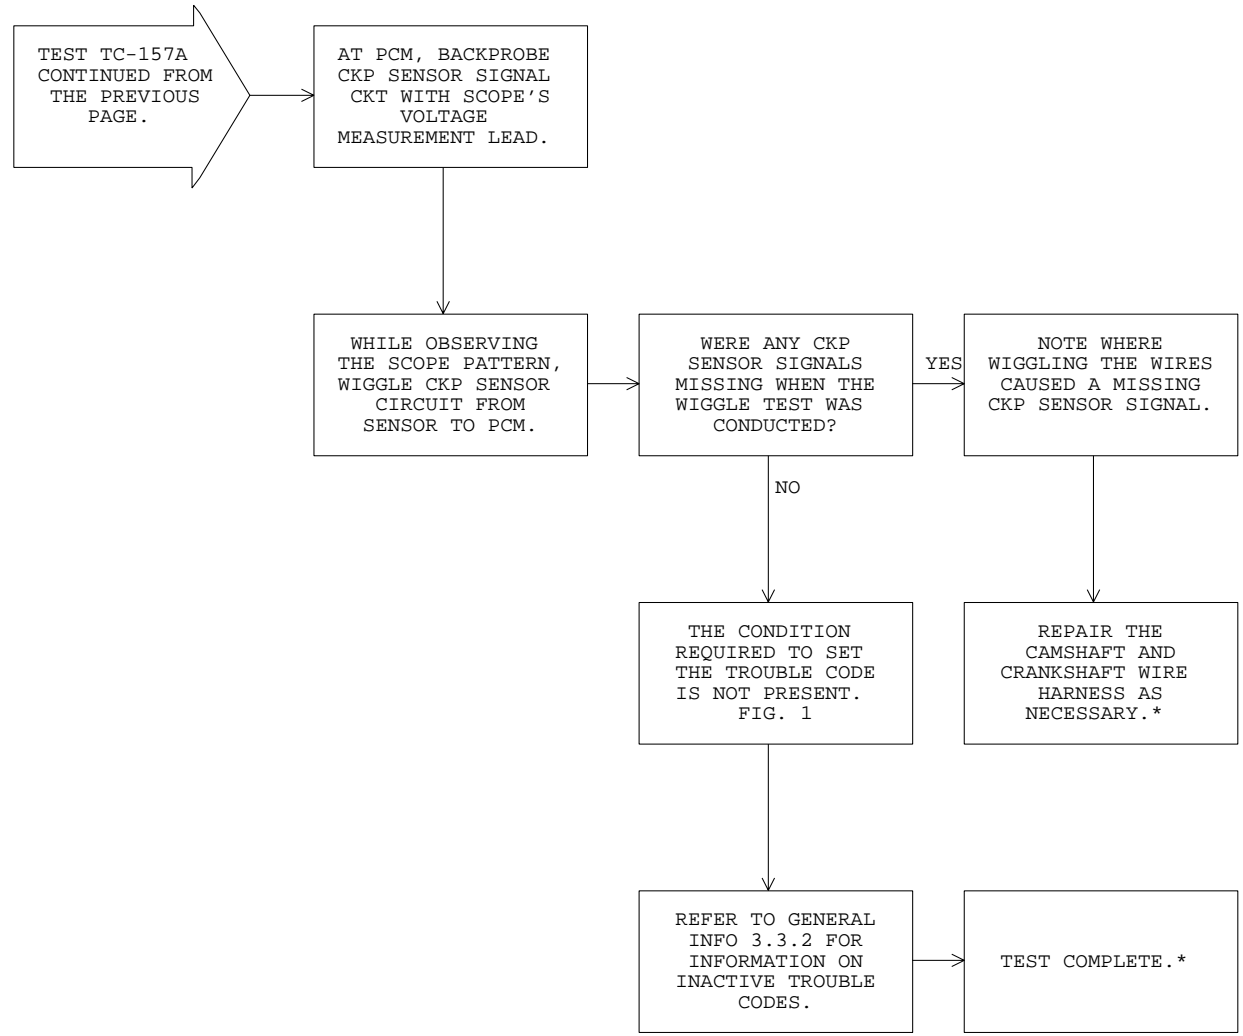 TEST TC-157A
CONTINUED FROM
THE PREVIOUS
PAGE.
AT PCM, BACKPROBE
CKP SENSOR SIGNAL
CKT WITH SCOPE'S
VOLTAGE
MEASUREMENT LEAD.
WHILE OBSERVING
THE SCOPE PATTERN,
WIGGLE CKP SENSOR
CIRCUIT FROM
SENSOR TO PCM.
WERE ANY CKP
SENSOR SIGNALS
MISSING WHEN THE
WIGGLE TEST WAS
CONDUCTED?
YES
NOTE WHERE
WIGGLING THE WIRES
CAUSED A MISSING
CKP SENSOR SIGNAL.
NO
THE CONDITION
REQUIRED TO SET
THE TROUBLE CODE
IS NOT PRESENT.
FIG. 1
REPAIR THE
CAMSHAFT AND
CRANKSHAFT WIRE
HARNESS AS
NECESSARY.*
REFER TO GENERAL
INFO 3.3.2 FOR
INFORMATION ON
INACTIVE TROUBLE
CODES.
TEST COMPLETE.*